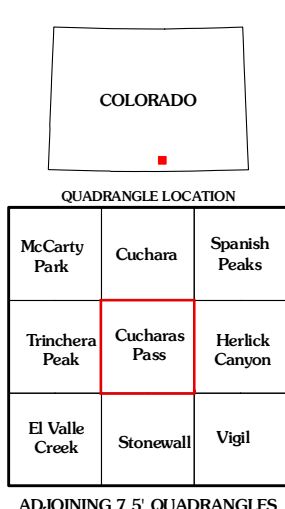 COLORADO
QUADRANGLE LOCATION
McCarty Park
Cuchara
Spanish Peaks
Trinchera Peak
Cucharas Pass
Herlick Canyon
El Valle Creek
Stonewall
Vigil
ADJOINING 7.5' QUADRANGLES